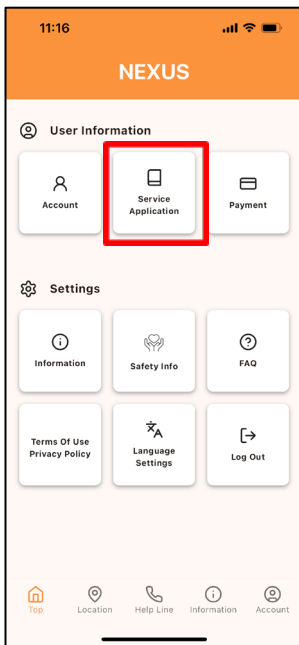 11:16
NEXUS
User Information
Account
Service
Application
Payment
Settings
Information
Safety Info
FAQ
Terms Of Use
Privacy Policy
Language
Settings
Log Out
Top
Location
Help Line
Information
Account